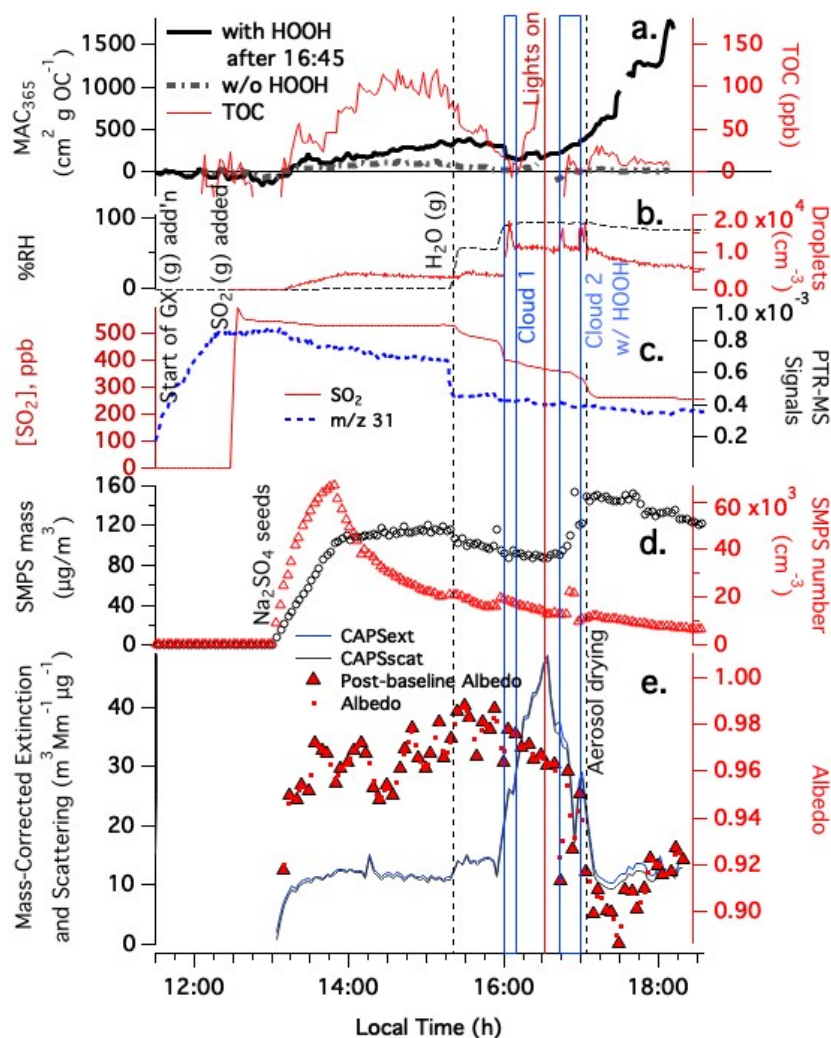 with HOOH
after 16:45
w/o HOOH
TOC
a.
Lights on
MAC365
(cm2 g OC-1)
1500
1000
500
0
150
100
50
0
TOC
(ppb)
b.
%RH
100
0
H2O (g)
2.0 x10^4
1.0
0.0
Droplets
(cm-3)
Start of GX (g) add'n
SO2 (g) added
Cloud 1
Cloud 2
w/ HOOH
c.
[SO2], ppb
500
400
300
200
100
0
SO2
m/z 31
1.0 x10^-3
0.8
0.6
0.4
0.2
PTR-MS
Signals
d.
SMPS mass
(µg/m3)
160
120
80
40
0
Na2SO4 seeds
60 x10^3
40
20
0
SMPS number
(cm-3)
CAPSext
CAPSscat
Post-baseline Albedo
Albedo
Aerosol drying
e.
Mass-Corrected Extinction
and Scattering (m3 Mm-1 µg-1)
40
30
20
10
0
1.00
0.98
0.96
0.94
0.92
0.90
Albedo
12:00
14:00
16:00
18:00
Local Time (h)